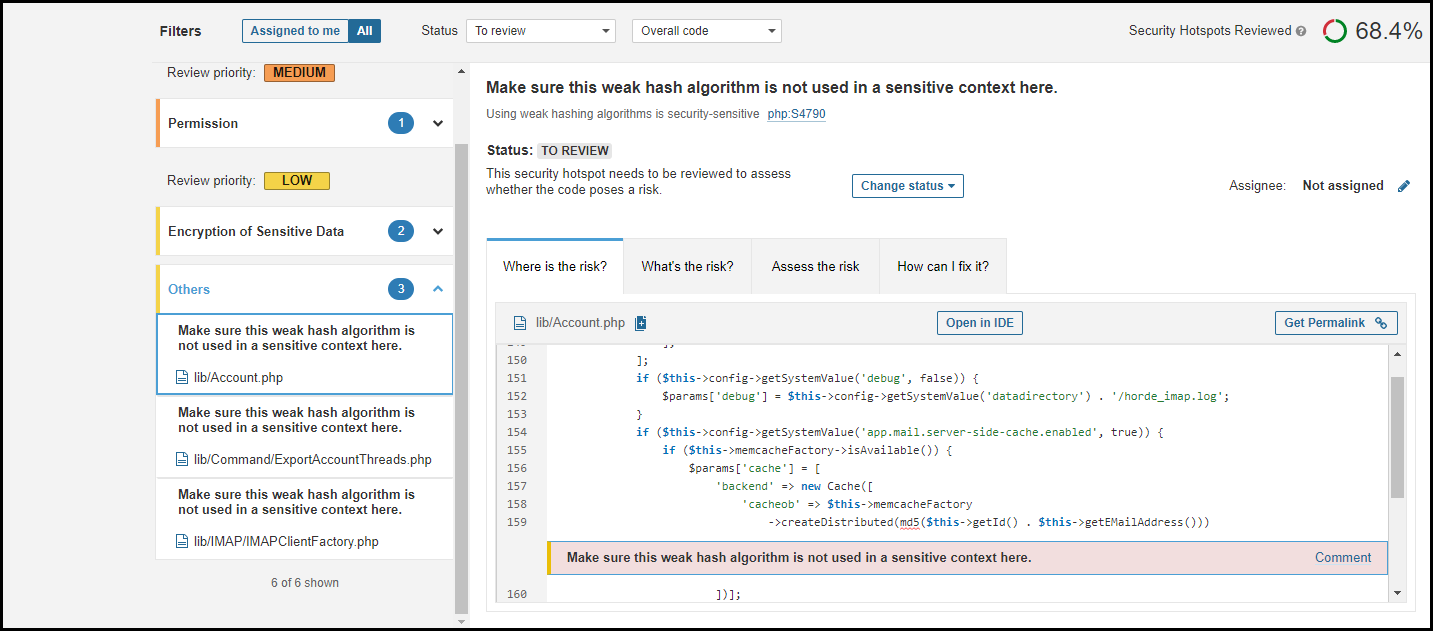 Filters
Assigned to me All
Status To review Overall code
Security Hotspots Reviewed ? 68.4%
Review priority: MEDIUM
Permission 1
Review priority: LOW
Encryption of Sensitive Data 2
Others 3
Make sure this weak hash algorithm is
not used in a sensitive context here.
lib/Account.php
Make sure this weak hash algorithm is
not used in a sensitive context here.
lib/Command/ExportAccountThreads.php
Make sure this weak hash algorithm is
not used in a sensitive context here.
lib/IMAP/IMAPClientFactory.php
6 of 6 shown
Make sure this weak hash algorithm is not used in a sensitive context here.
Using weak hashing algorithms is security-sensitive php:S4790
Status: TO REVIEW
This security hotspot needs to be reviewed to assess
whether the code poses a risk.
Change status
Assignee: Not assigned
Where is the risk? What's the risk? Assess the risk How can I fix it?
lib/Account.php Open in IDE Get Permalink
150 ];
151 if ($this->config->getSystemValue('debug', false)) {
152 $params['debug'] = $this->config->getSystemValue('datadirectory') . '/horde_imap.log';
153 }
154 if ($this->config->getSystemValue('app.mail.server-side-cache.enabled', true)) {
155 if ($this->memcacheFactory->isAvailable()) {
156 $params['cache'] = [
157 'backend' => new Cache([
158 'cacheob' => $this->memcacheFactory
159 ->createDistributed(md5($this->getId() . $this->getEMailAddress()))
Make sure this weak hash algorithm is not used in a sensitive context here. Comment
160 ])];